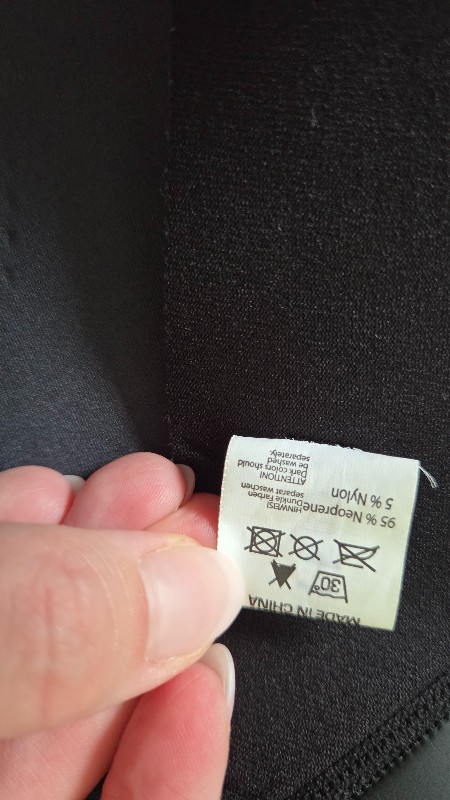 MADE IN CHINA
30°
95 % Neoprene
5 % Nylon
HINWEIS!
Dunkle Farben
separat waschen
ATTENTION!
Dark colors should
be washed
separately.